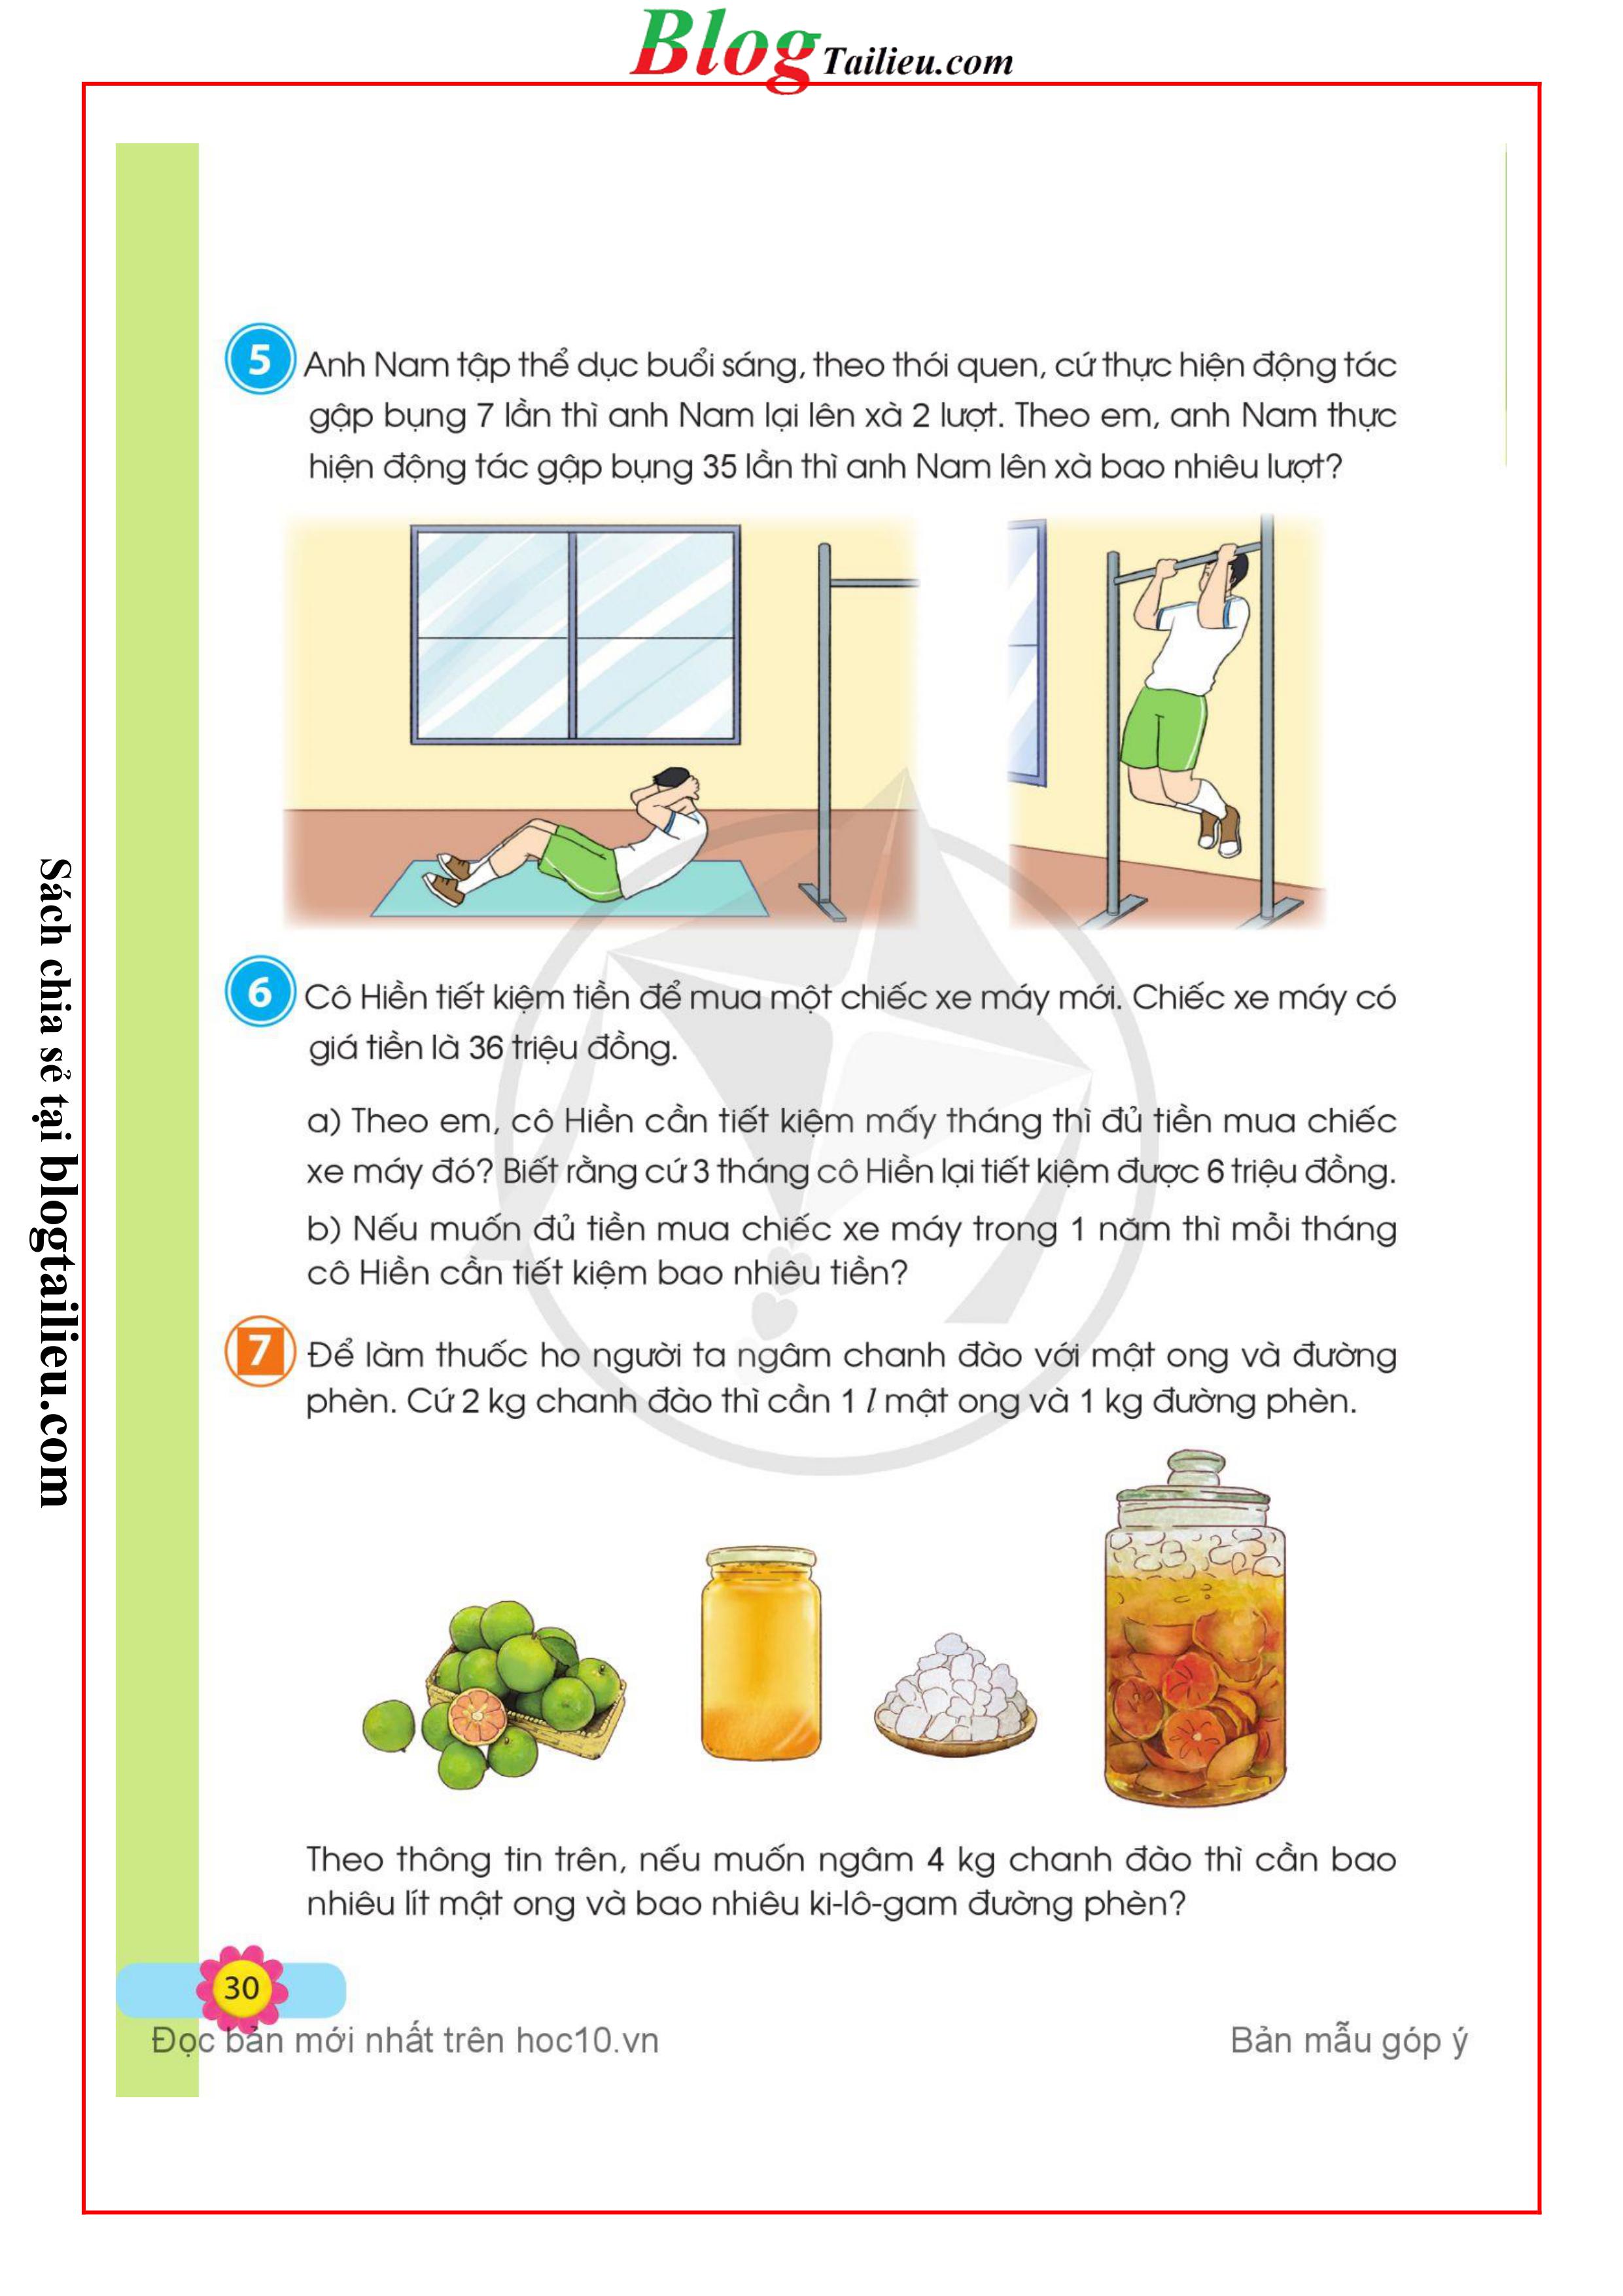 Blog Tailieu.com
5 Anh Nam tập thể dục buổi sáng, theo thói quen, cứ thực hiện động tác
gập bụng 7 lần thì anh Nam lại lên xà 2 lượt. Theo em, anh Nam thực
hiện động tác gập bụng 35 lần thì anh Nam lên xà bao nhiêu lượt?
6 Cô Hiền tiết kiệm tiền để mua một chiếc xe máy mới. Chiếc xe máy có
giá tiền là 36 triệu đồng.
a) Theo em, cô Hiền cần tiết kiệm mấy tháng thì đủ tiền mua chiếc
xe máy đó? Biết rằng cứ 3 tháng cô Hiền lại tiết kiệm được 6 triệu đồng.
b) Nếu muốn đủ tiền mua chiếc xe máy trong 1 năm thì mỗi tháng
cô Hiền cần tiết kiệm bao nhiêu tiền?
7 Để làm thuốc ho người ta ngâm chanh đào với mật ong và đường
phèn. Cứ 2 kg chanh đào thì cần 1 l mật ong và 1 kg đường phèn.
Theo thông tin trên, nếu muốn ngâm 4 kg chanh đào thì cần bao
nhiêu lít mật ong và bao nhiêu ki-lô-gam đường phèn?
30
Đọc bản mới nhất trên hoc10.vn
Bản mẫu góp ý
Sách chia sẻ tại blogtailieu.com